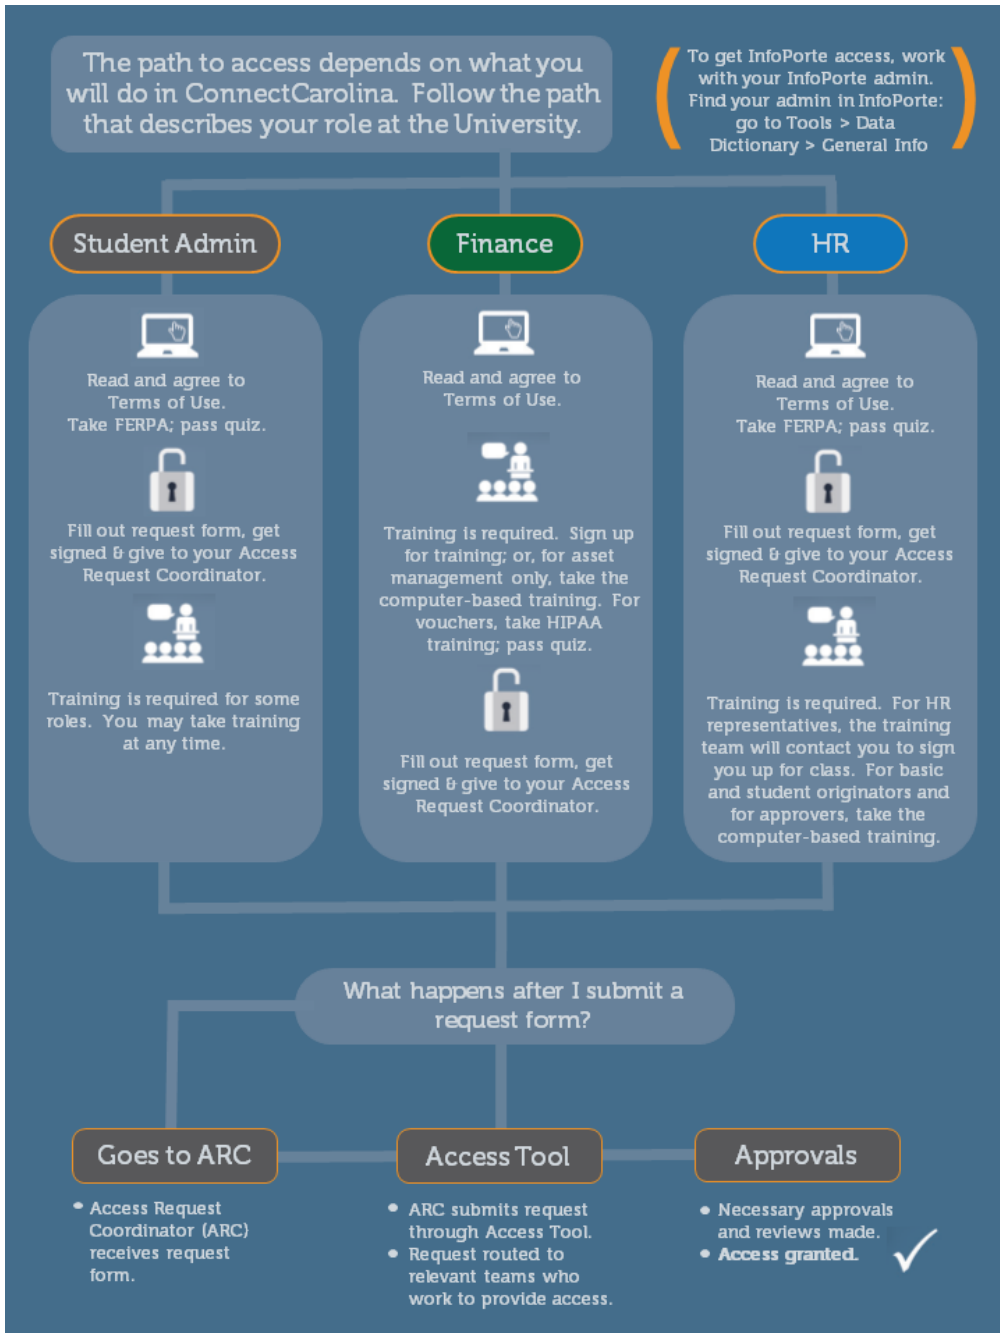 The path to access depends on what you
will do in ConnectCarolina. Follow the path
that describes your role at the University.
To get InfoPorte access, work
with your InfoPorte admin.
Find your admin in InfoPorte:
go to Tools > Data
Dictionary > General Info
Student Admin
Read and agree to
Terms of Use.
Take FERPA; pass quiz.
Fill out request form, get
signed & give to your Access
Request Coordinator.
Training is required for some
roles. You may take training
at any time.
Finance
Read and agree to
Terms of Use.
Training is required. Sign up
for training; or, for asset
management only, take the
computer-based training. For
vouchers, take HIPAA
training; pass quiz.
Fill out request form, get
signed & give to your Access
Request Coordinator.
HR
Read and agree to
Terms of Use.
Take FERPA; pass quiz.
Fill out request form, get
signed & give to your Access
Request Coordinator.
Training is required. For HR
representatives, the training
team will contact you to sign
you up for class. For basic
and student originators and
for approvers, take the
computer-based training.
What happens after I submit a
request form?
Goes to ARC
• Access Request
Coordinator (ARC)
receives request
form.
Access Tool
• ARC submits request
through Access Tool.
• Request routed to
relevant teams who
work to provide access.
Approvals
• Necessary approvals
and reviews made.
• Access granted.